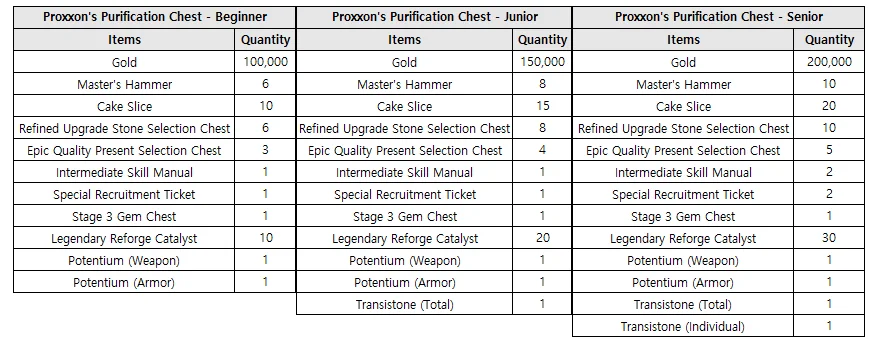 Proxxon's Purification Chest - Beginner Proxxon's Purification Chest - Junior Proxxon's Purification Chest - Senior
Items Quantity Items Quantity Items Quantity
Gold 100,000 Gold 150,000 Gold 200,000
Master's Hammer 6 Master's Hammer 8 Master's Hammer 10
Cake Slice 10 Cake Slice 15 Cake Slice 20
Refined Upgrade Stone Selection Chest 6 Refined Upgrade Stone Selection Chest 8 Refined Upgrade Stone Selection Chest 10
Epic Quality Present Selection Chest 3 Epic Quality Present Selection Chest 4 Epic Quality Present Selection Chest 5
Intermediate Skill Manual 1 Intermediate Skill Manual 1 Intermediate Skill Manual 2
Special Recruitment Ticket 1 Special Recruitment Ticket 1 Special Recruitment Ticket 2
Stage 3 Gem Chest 1 Stage 3 Gem Chest 1 Stage 3 Gem Chest 1
Legendary Reforge Catalyst 10 Legendary Reforge Catalyst 20 Legendary Reforge Catalyst 30
Potentium (Weapon) 1 Potentium (Weapon) 1 Potentium (Weapon) 1
Potentium (Armor) 1 Potentium (Armor) 1 Potentium (Armor) 1
Transistone (Total) 1 Transistone (Total) 1
Transistone (Individual) 1